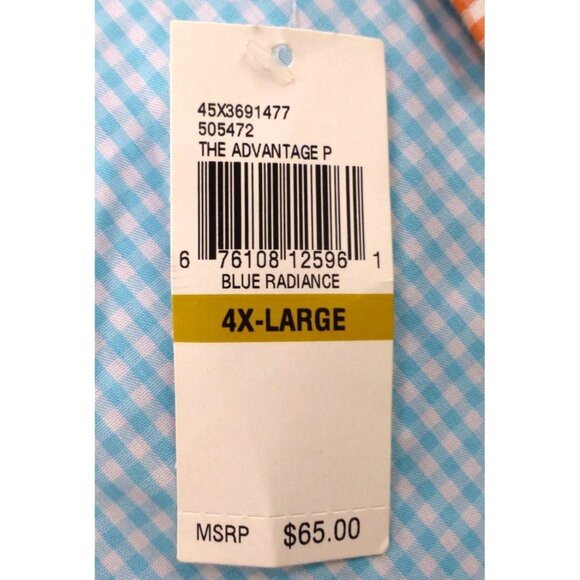 45X3691477
505472
THE ADVANTAGE P
6 76108 12596 1
BLUE RADIANCE
4X-LARGE
MSRP $65.00